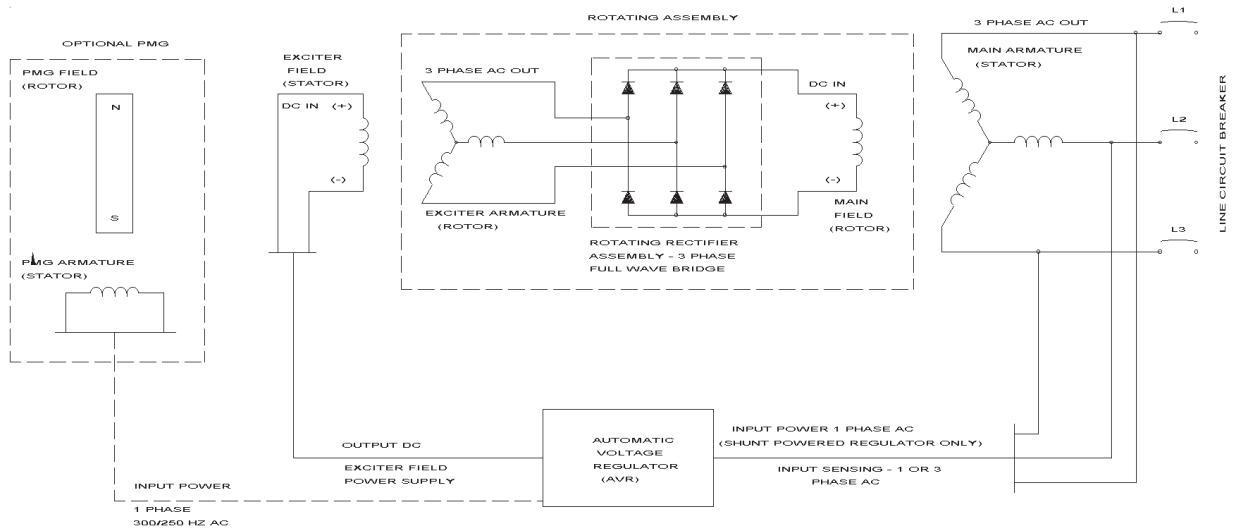 OPTIONAL PMG
PMG FIELD
(ROTOR)
N
S
PMG ARMATURE
(STATOR)
EXCITER
FIELD
(STATOR)
DC IN (+)
(-)
ROTATING ASSEMBLY
3 PHASE AC OUT
EXCITER ARMATURE
(ROTOR)
ROTATING RECTIFIER
ASSEMBLY - 3 PHASE
FULL WAVE BRIDGE
DC IN
(+)
(-)
MAIN
FIELD
(ROTOR)
3 PHASE AC OUT
MAIN ARMATURE
(STATOR)
L1
L2
L3
LINE CIRCUIT BREAKER
OUTPUT DC
EXCITER FIELD
POWER SUPPLY
AUTOMATIC
VOLTAGE
REGULATOR
(AVR)
INPUT POWER 1 PHASE AC
(SHUNT POWERED REGULATOR ONLY)
INPUT SENSING - 1 OR 3
PHASE AC
INPUT POWER
1 PHASE
300/250 HZ AC